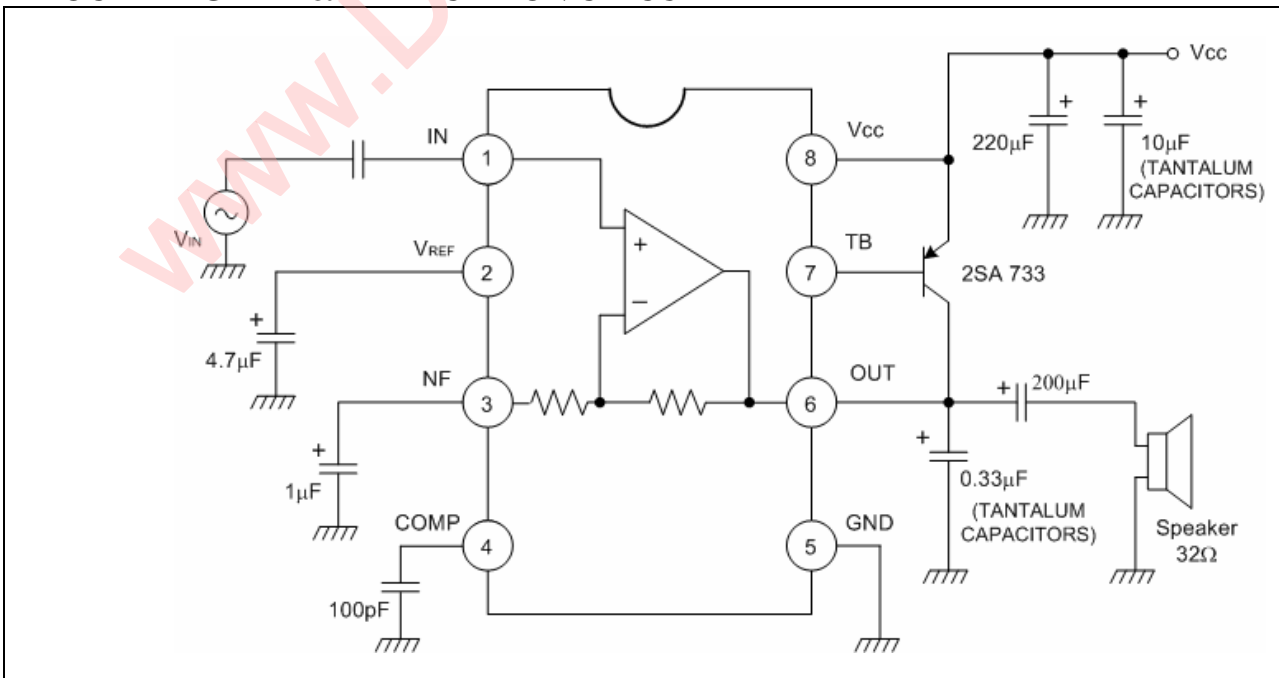 www.D
IN
1
8
Vcc
Vcc
220μF
+
10μF
+
(TANTALUM
CAPACITORS)
VIN
VREF
2
7
TB
2SA 733
+
4.7μF
NF
3
6
OUT
+
200μF
+
−
+
1μF
+
0.33μF
(TANTALUM
CAPACITORS)
Speaker
32Ω
COMP
4
5
GND
100pF